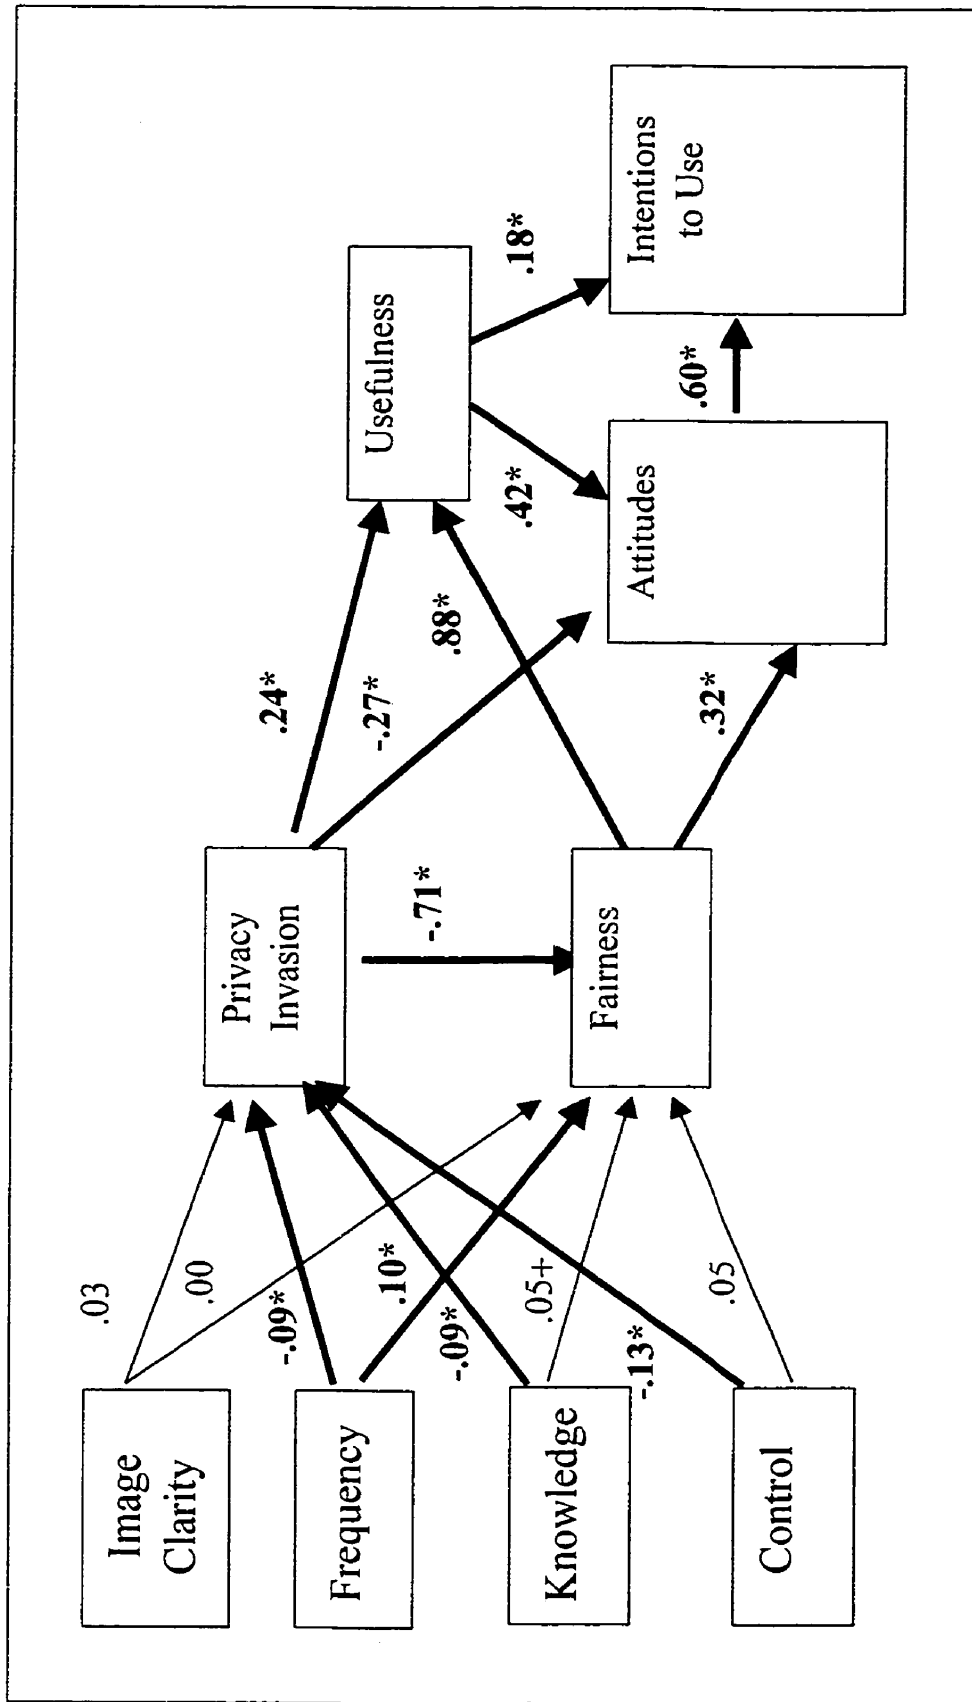 Image
Clarity
Frequency
Knowledge
Control
.03
.00
-.09*
.10*
-.09*
.05+
-.13*
.05
Privacy
Invasion
-.71*
Fairness
.24*
-.27*
.88*
.32*
Usefulness
.42*
.18*
Attitudes
.60*
Intentions
to Use